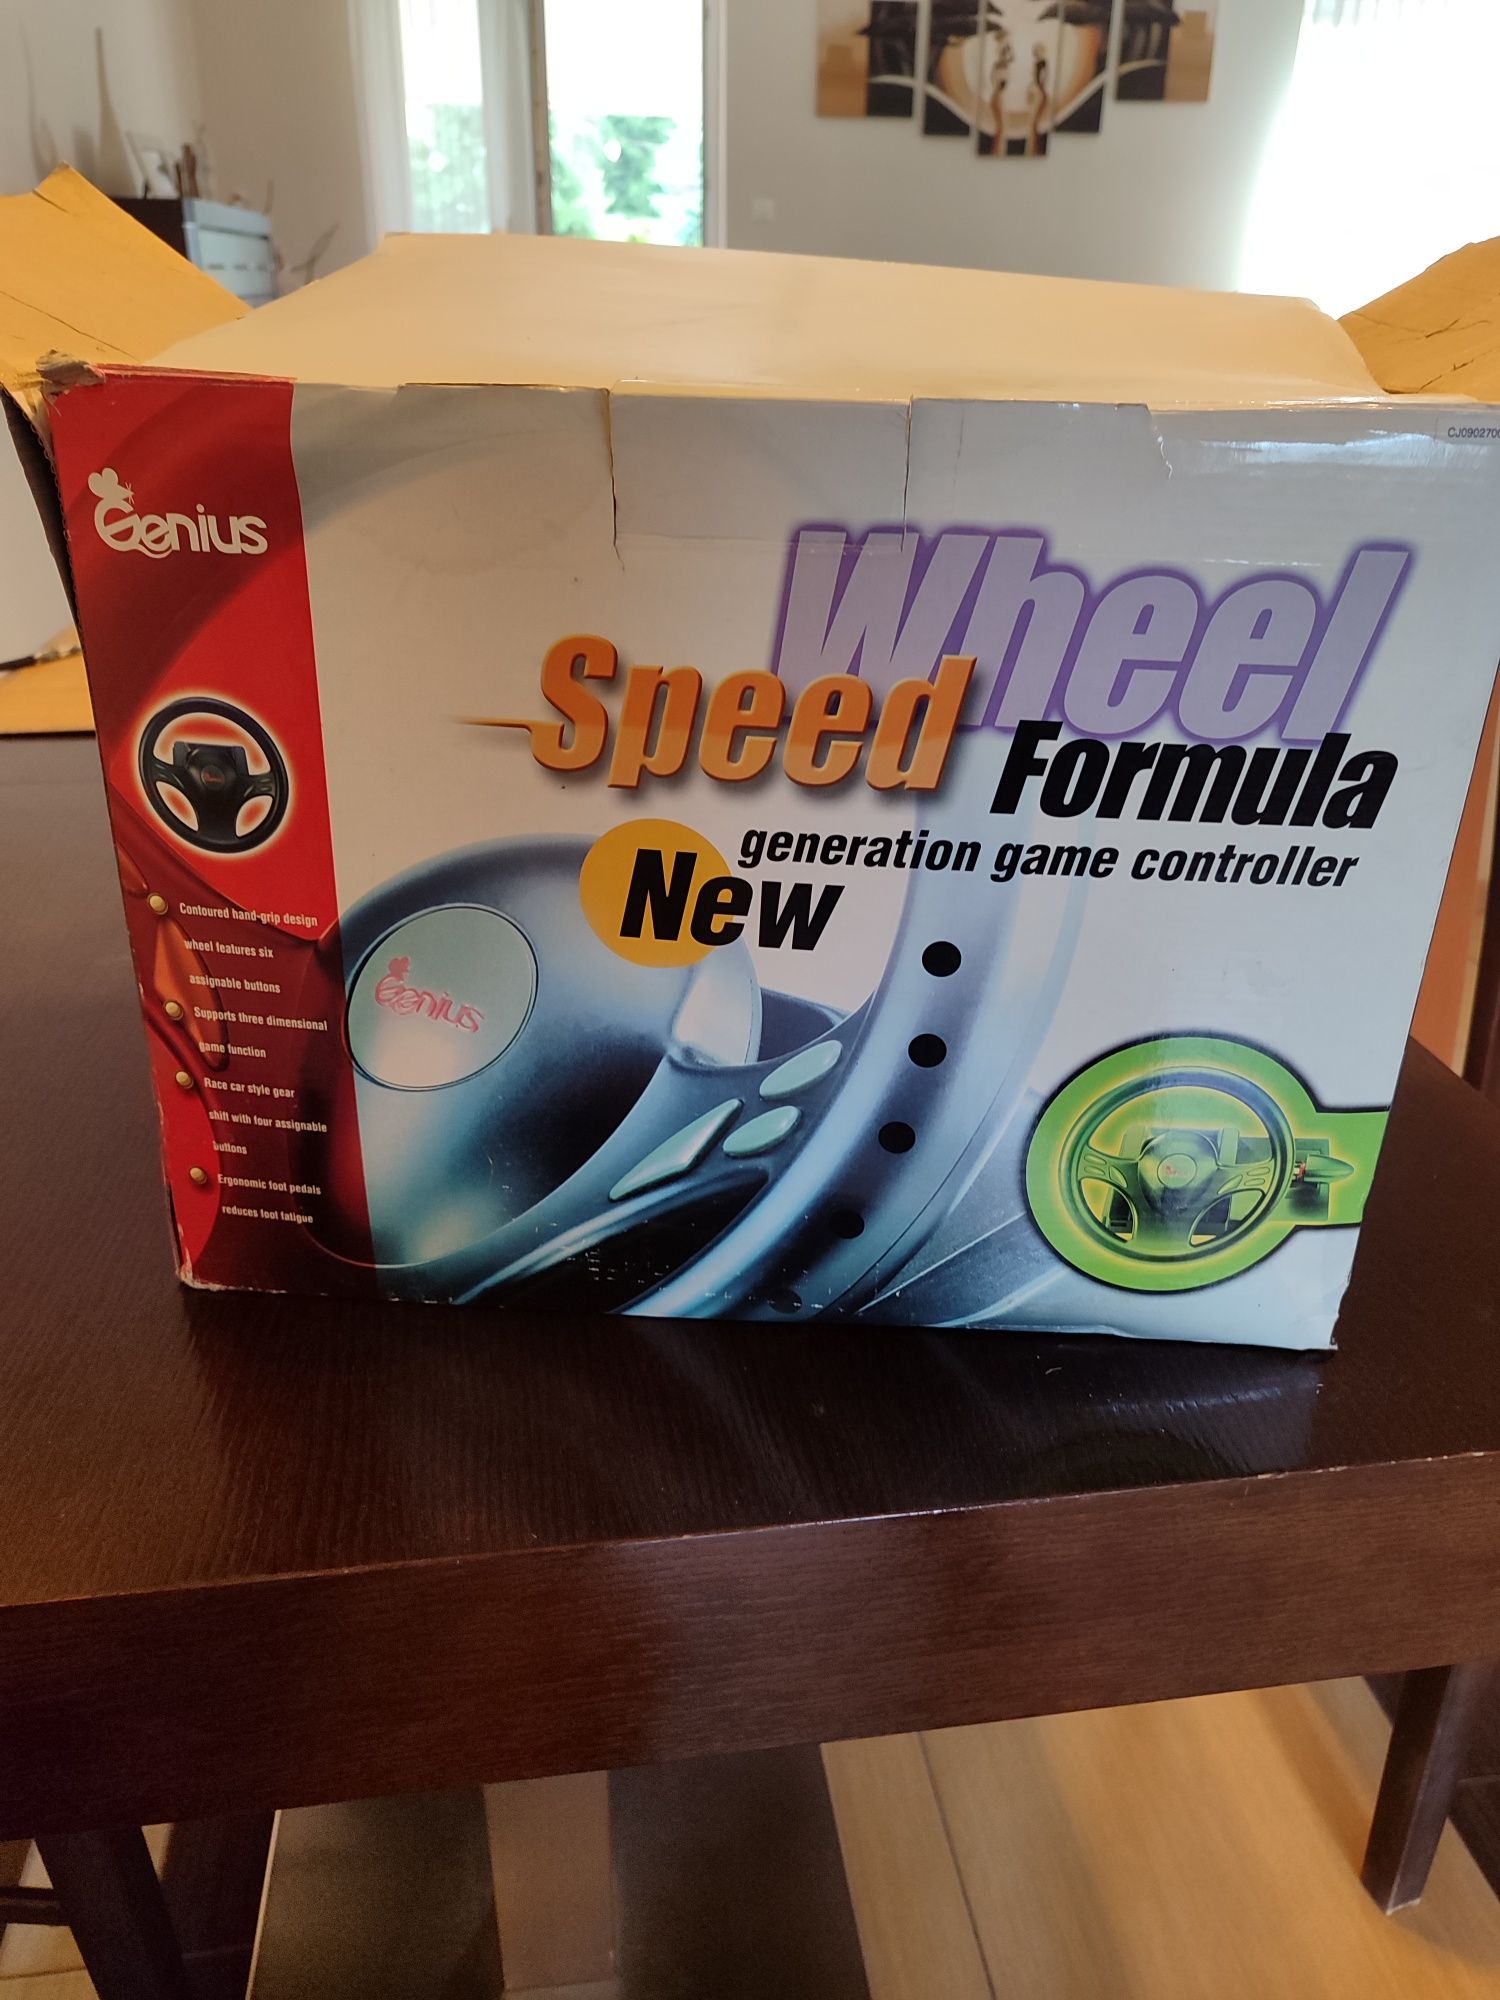 CJ0902700
Genius
Wheel
Speed
Formula
New
generation game controller
Contoured hand-grip design
wheel features six
assignable buttons
Supports three dimensional
game function
Race car style gear
shift with four assignable
buttons
Ergonomic foot pedals
reduces foot fatigue
Genius